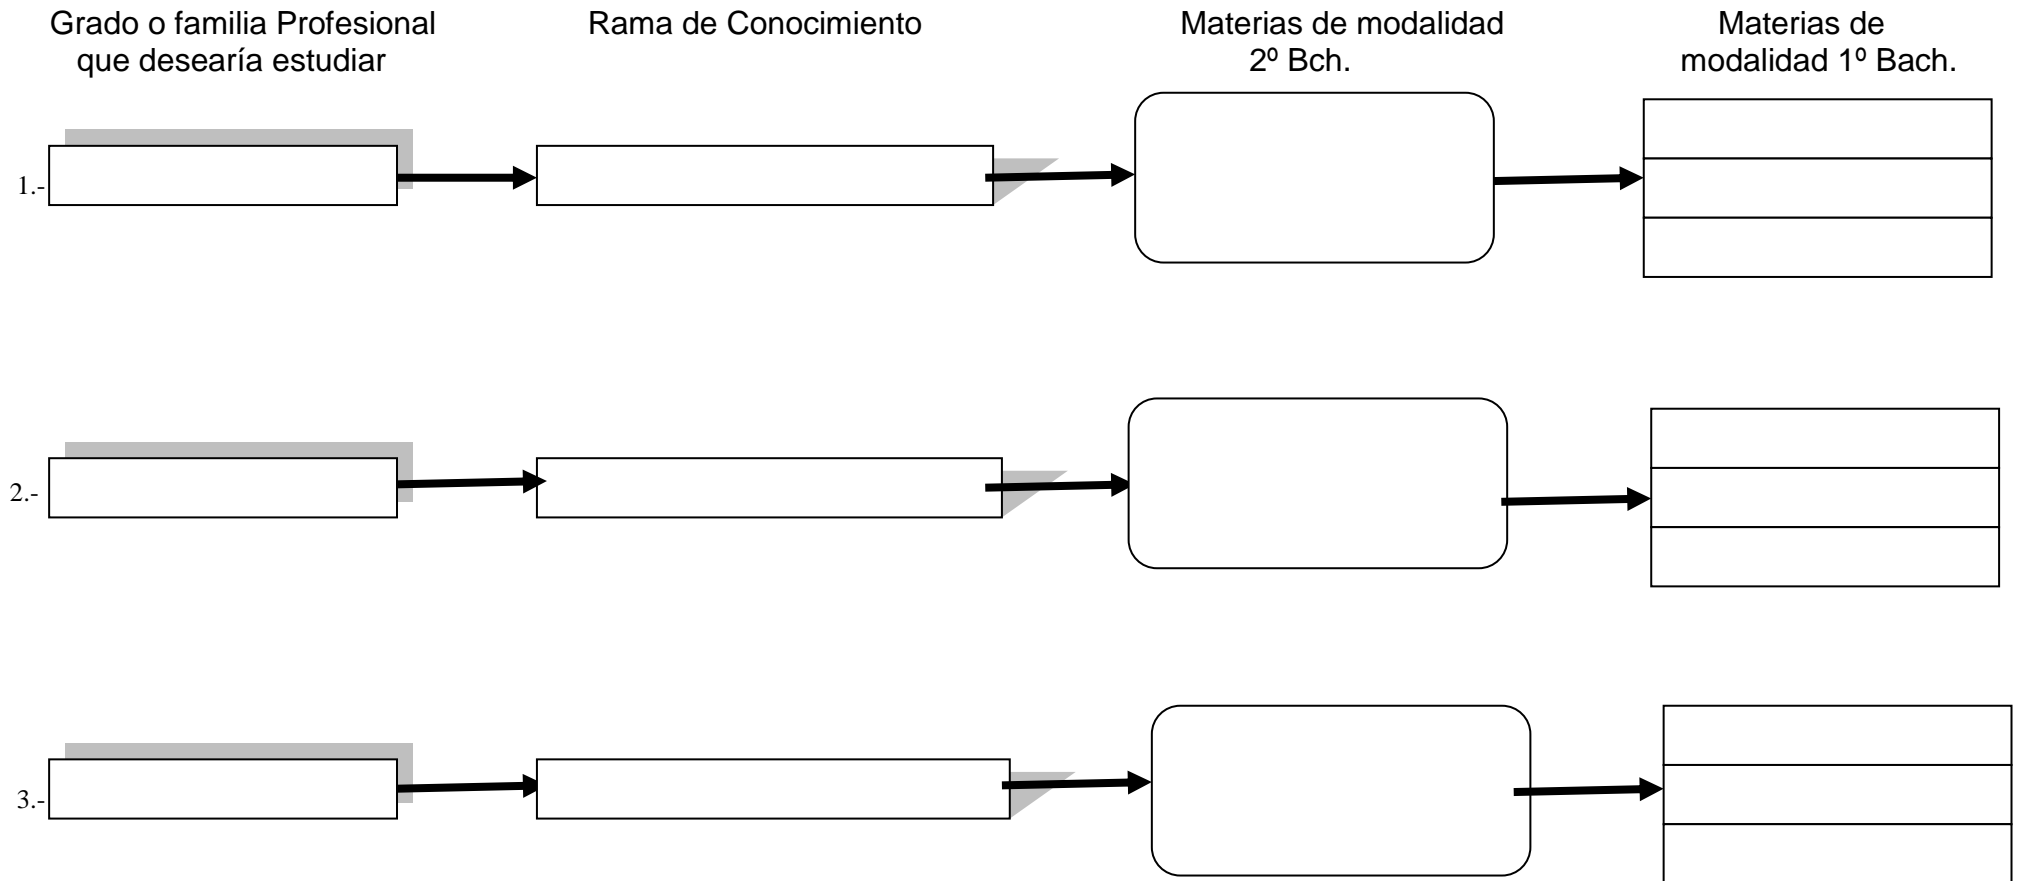 Grado o familia Profesional
que desearía estudiar
Rama de Conocimiento
Materias de modalidad
2º Bch.
Materias de
modalidad 1º Bach.
1.-
2.-
3.-